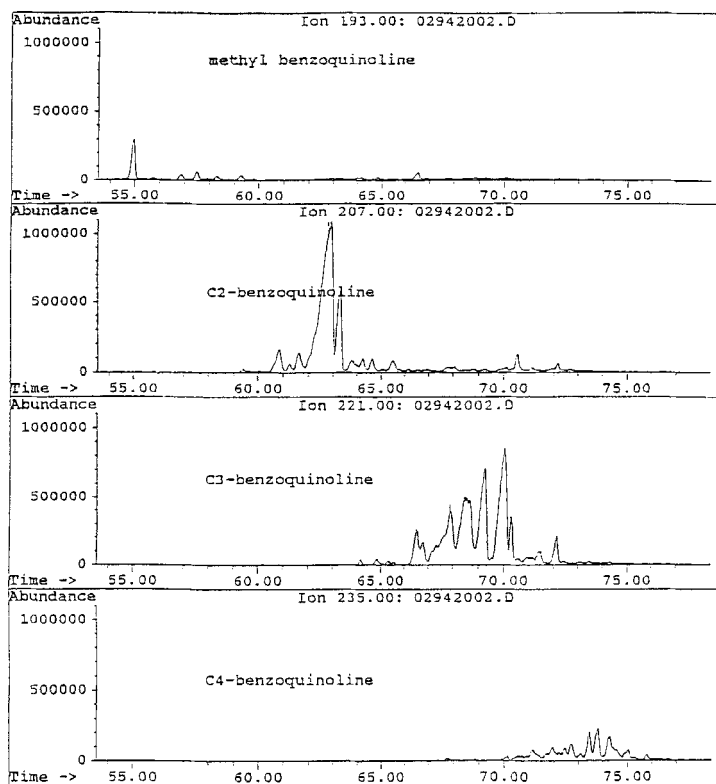 Abundance Ion 193.00: 02942002.D
1000000
methyl benzoquinoline
500000
0
Time -> 55.00 60.00 65.00 70.00 75.00
Abundance Ion 207.00: 02942002.D
1000000
C2-benzoquinoline
500000
0
Time -> 55.00 60.00 65.00 70.00 75.00
Abundance Ion 221.00: 02942002.D
1000000
C3-benzoquinoline
500000
0
Time -> 55.00 60.00 65.00 70.00 75.00
Abundance Ion 235.00: 02942002.D
1000000
C4-benzoquinoline
500000
0
Time -> 55.00 60.00 65.00 70.00 75.00